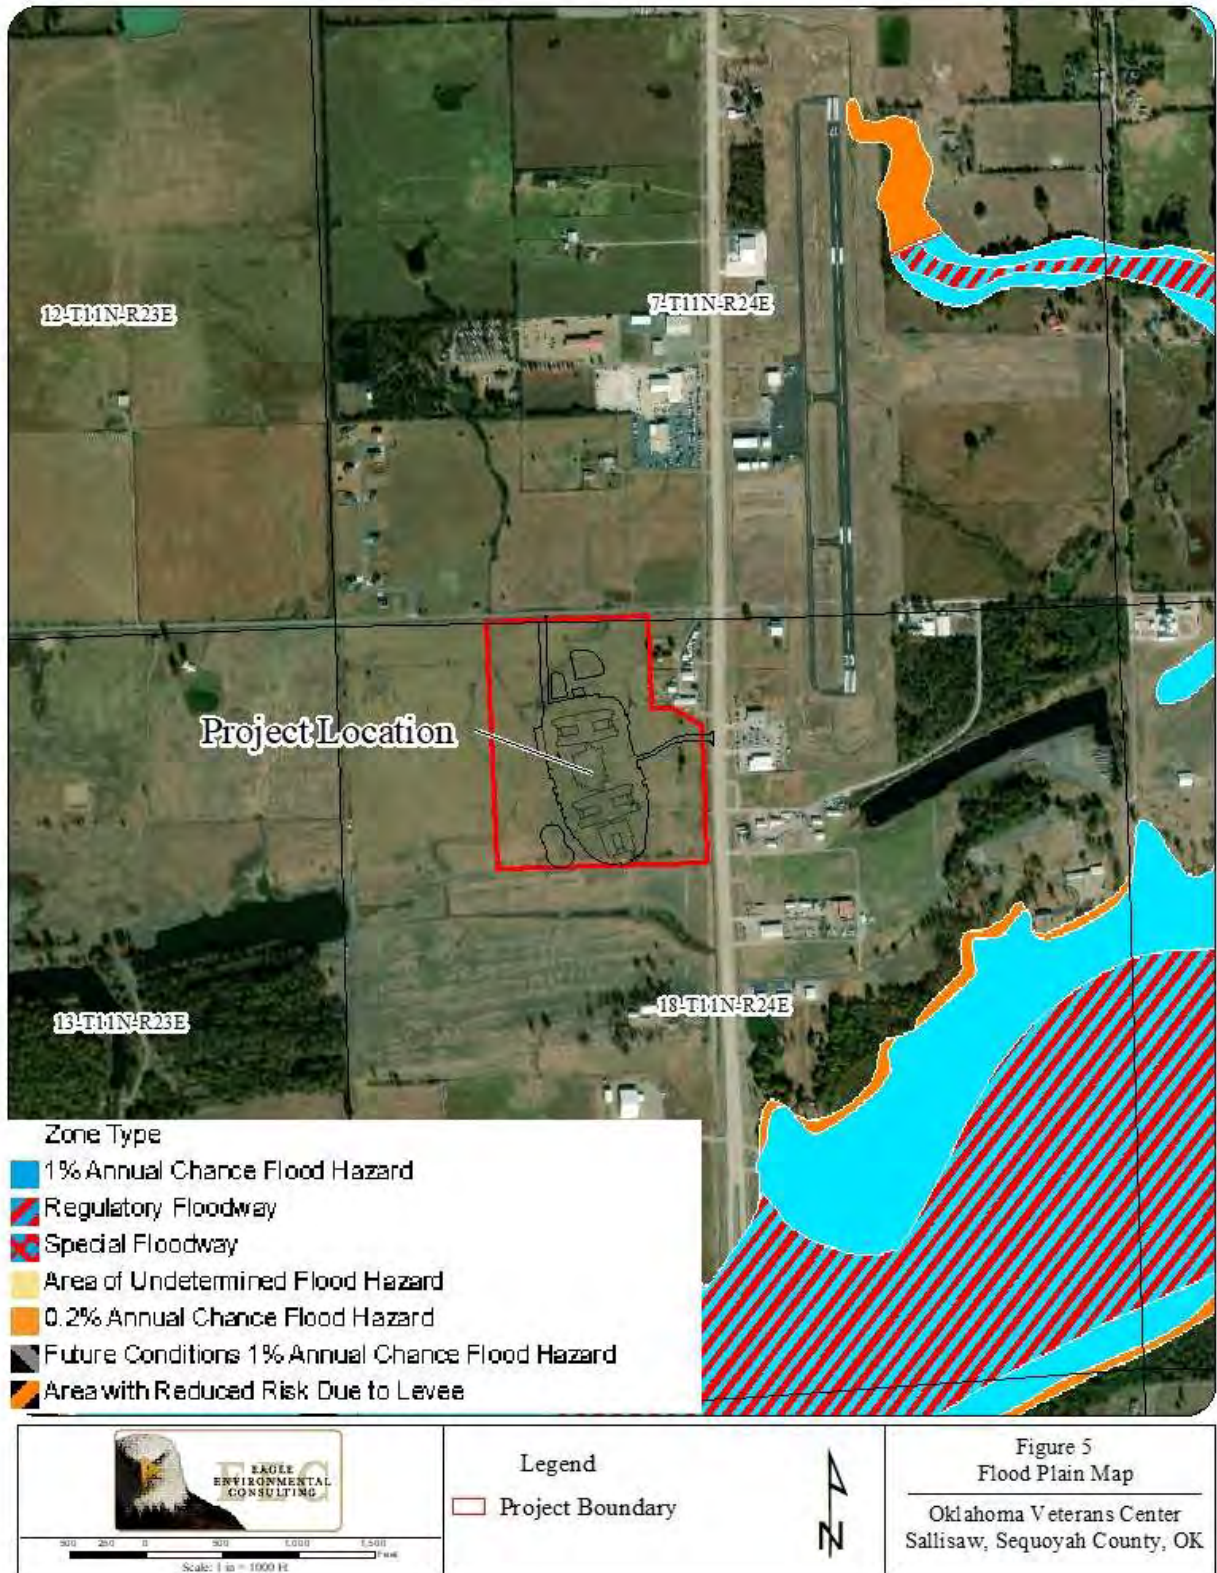 12-T11N-R23E
7-T11N-R24E
Project Location
13-T11N-R23E
18-T11N-R24E
Zone Type
1% Annual Chance Flood Hazard
Regulatory Floodway
Special Floodway
Area of Undetermined Flood Hazard
0.2% Annual Chance Flood Hazard
Future Conditions 1% Annual Chance Flood Hazard
Area with Reduced Risk Due to Levee
EEC
EAGLE
ENVIRONMENTAL
CONSULTING
500 250 0 500 1,000 1,500
Feet
Scale: 1 in = 1000 ft
Legend
Project Boundary
N
Figure 5
Flood Plain Map
Oklahoma Veterans Center
Sallisaw, Sequoyah County, OK